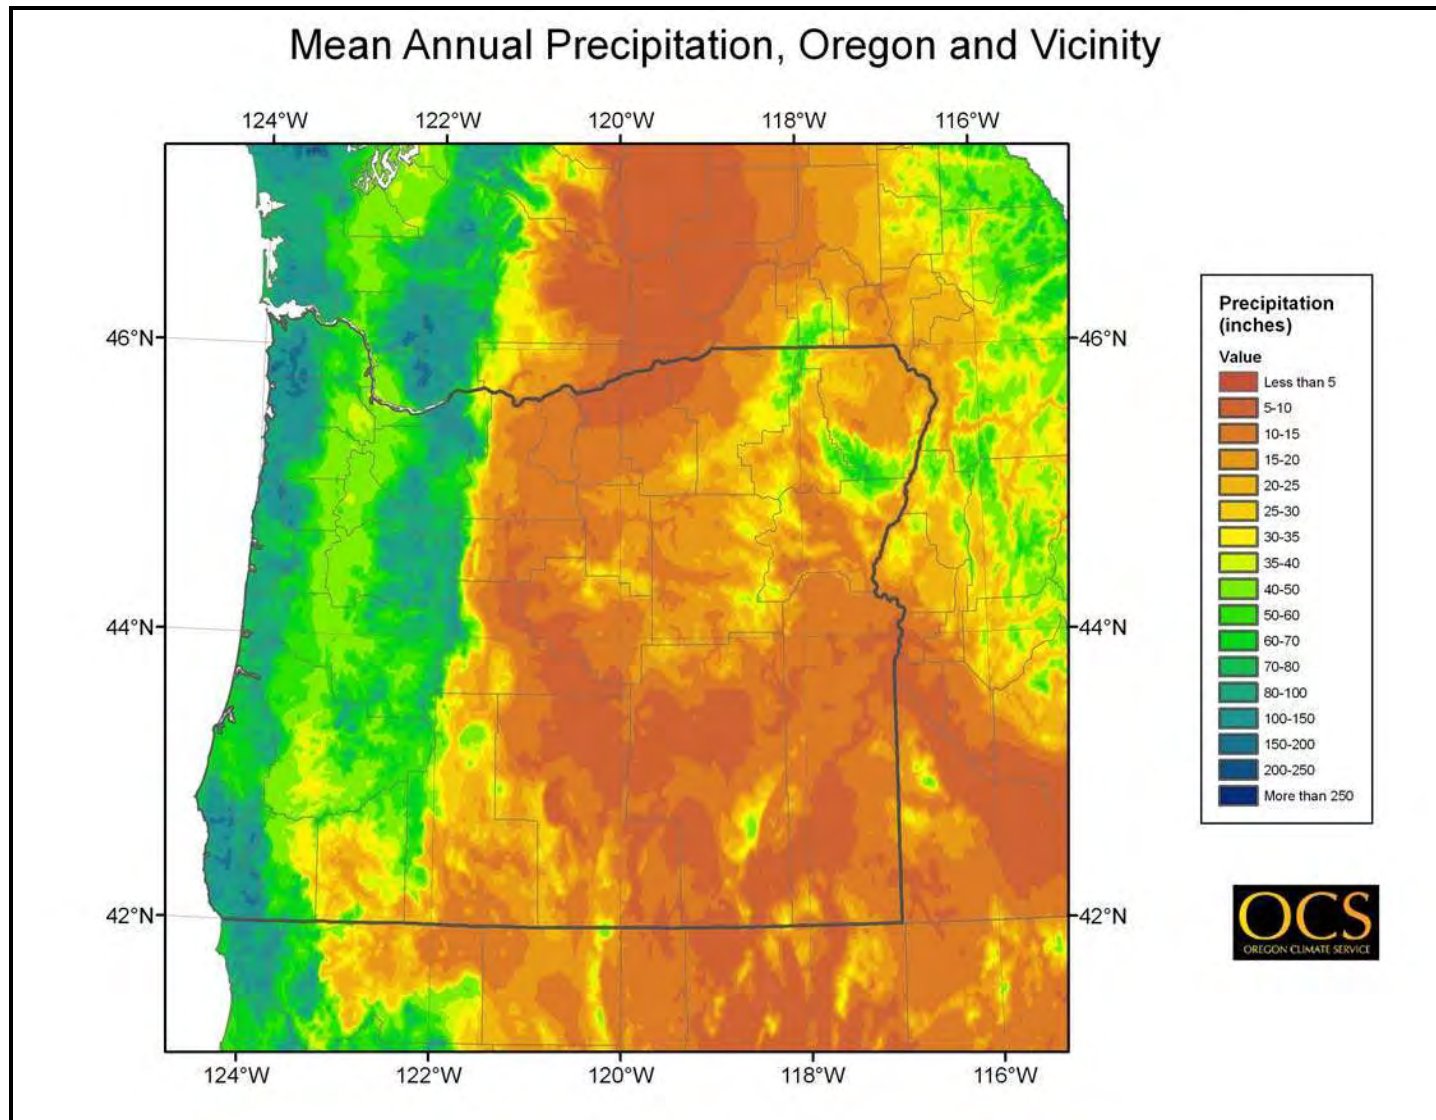 Mean Annual Precipitation, Oregon and Vicinity
124°W 122°W 120°W 118°W 116°W
46°N 46°N
44°N 44°N
42°N 42°N
124°W 122°W 120°W 118°W 116°W
Precipitation
(inches)
Value
Less than 5
5-10
10-15
15-20
20-25
25-30
30-35
35-40
40-50
50-60
60-70
70-80
80-100
100-150
150-200
200-250
More than 250
OCS
OREGON CLIMATE SERVICE